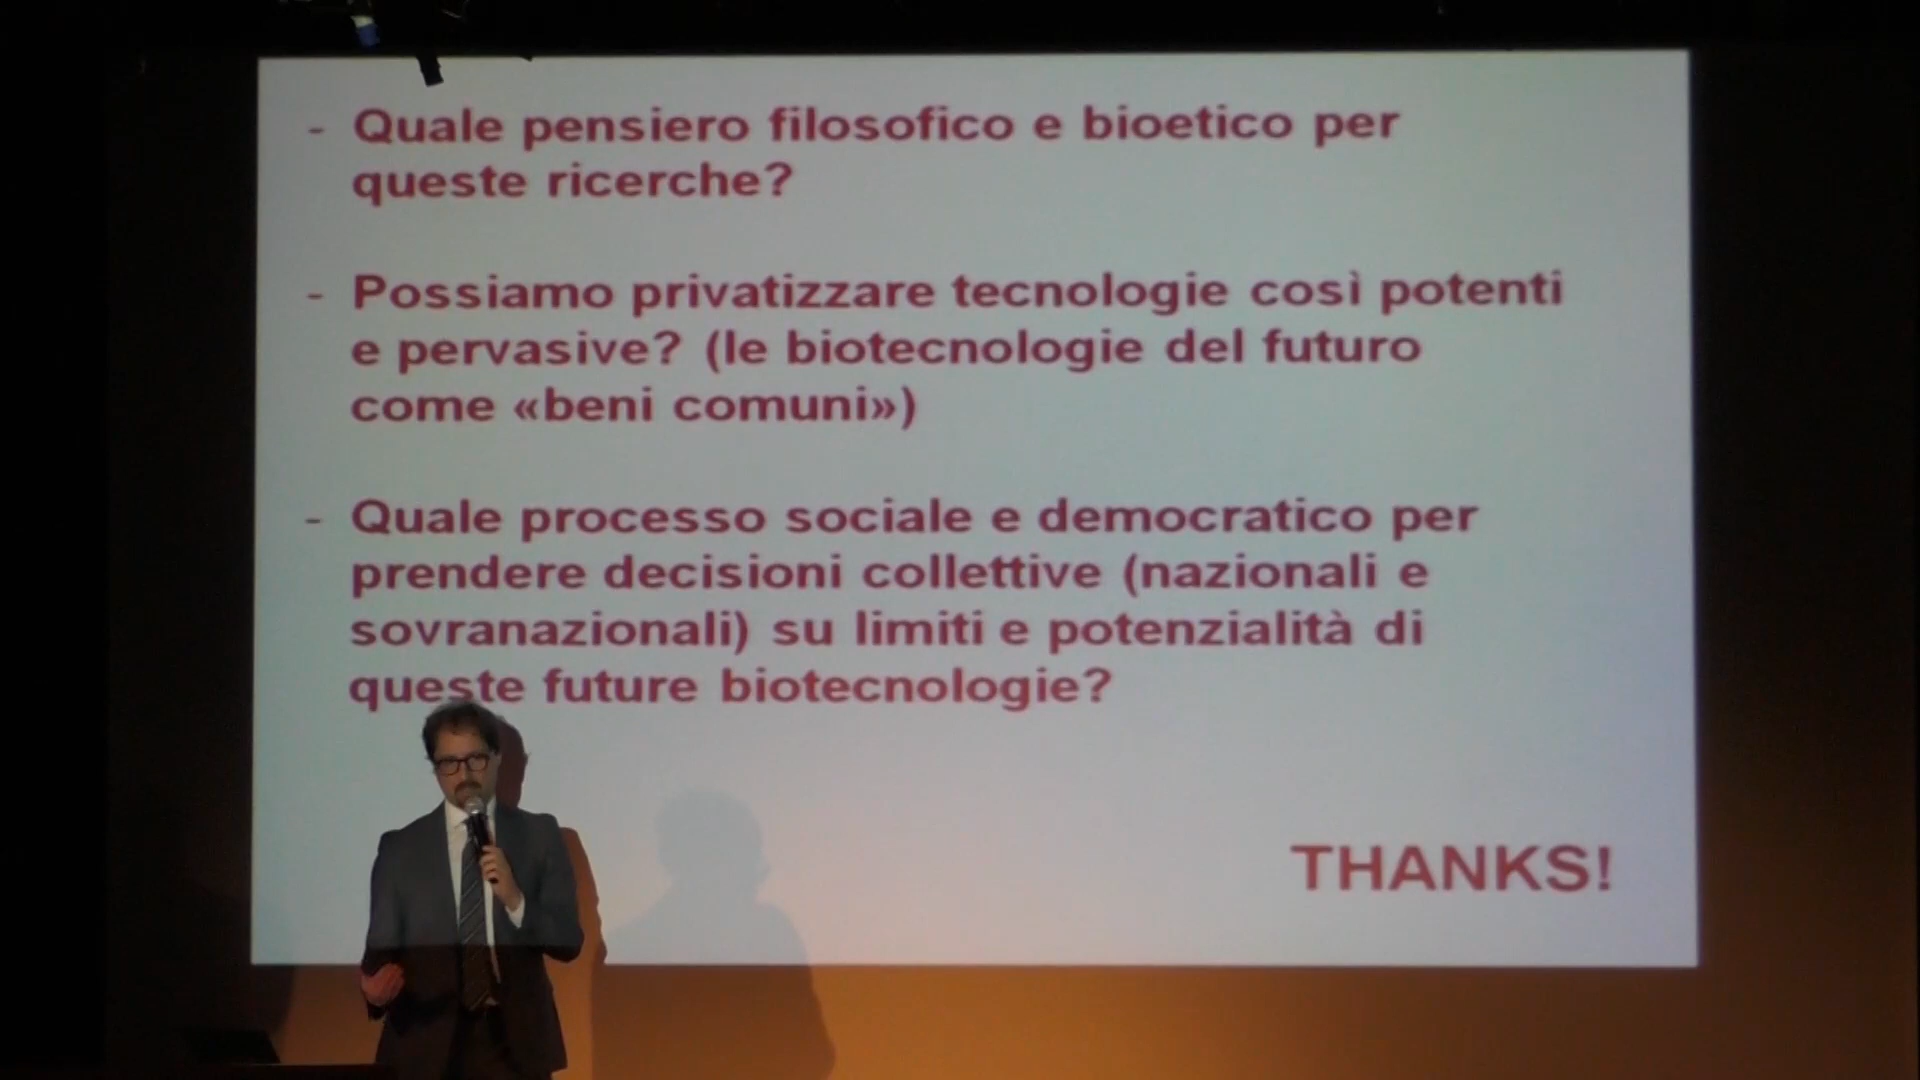 - Quale pensiero filosofico e bioetico per
queste ricerche?
- Possiamo privatizzare tecnologie così potenti
e pervasive? (le biotecnologie del futuro
come «beni comuni»)
- Quale processo sociale e democratico per
prendere decisioni collettive (nazionali e
sovranazionali) su limiti e potenzialità di
queste future biotecnologie?
THANKS!